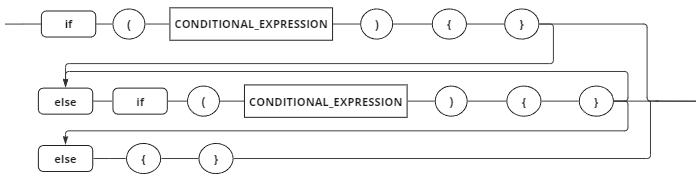 if ( CONDITIONAL_EXPRESSION ) { }
else if ( CONDITIONAL_EXPRESSION ) { }
else { }